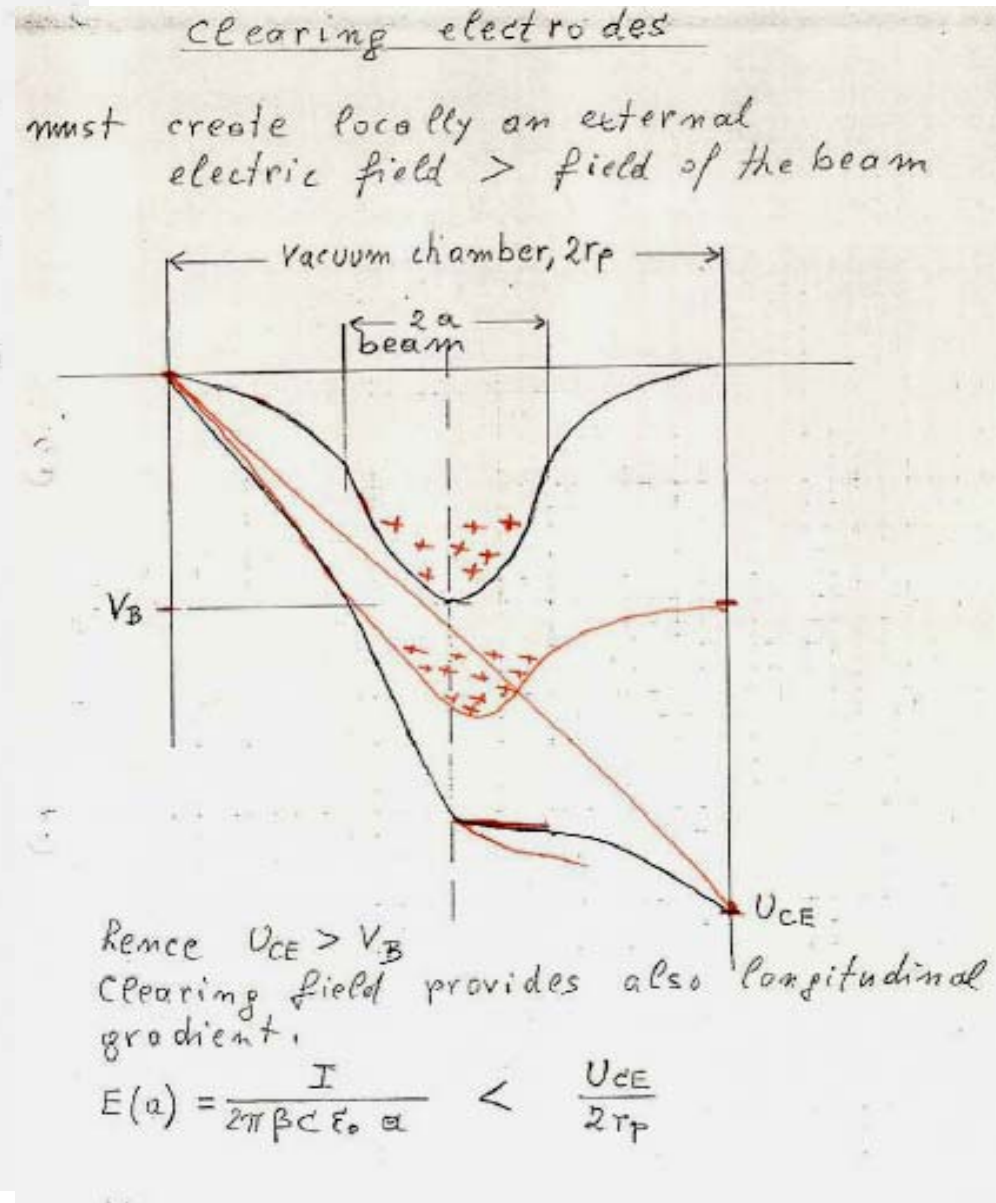 Clearing electrodes
must create locally an external
electric field > field of the beam
vacuum chamber, 2rp
2a
beam
VB
UCE
hence UCE > VB
Clearing field provides also longitudinal
gradient.
E(a) = I / 2πβcε₀ a < UCE / 2rp